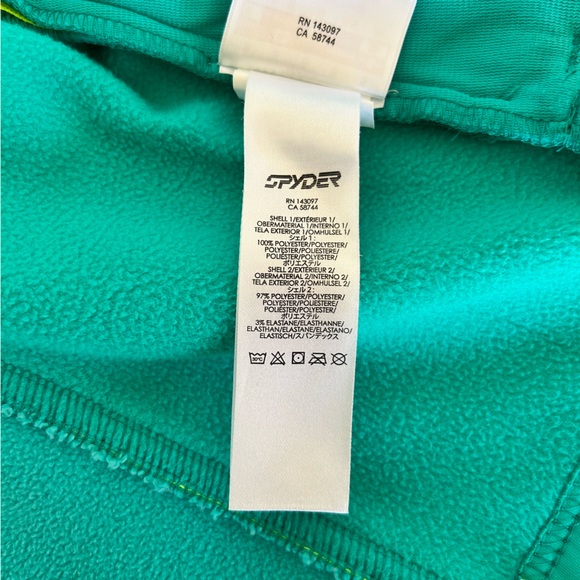 RN 143097
CA 58744
SPYDER
RN 143097
CA 58744
SHELL 1/EXTÉRIEUR 1/
OBERMATERIAL 1/INTERNO 1/
TELA EXTERIOR 1/OMHULSEL 1/
シェル 1 :
100% POLYESTER/POLYESTER/
POLYESTER/POLIESTERE/
POLIÉSTER/POLYESTER/
ポリエステル
SHELL 2/EXTÉRIEUR 2/
OBERMATERIAL 2/INTERNO 2/
TELA EXTERIOR 2/OMHULSEL 2/
シェル 2 :
97% POLYESTER/POLYESTER/
POLYESTER/POLIESTERE/
POLIÉSTER/POLYESTER/
ポリエステル
3% ELASTANE/ELASTHANNE/
ELASTHAN/ELASTANE/ELASTANO/
ELASTISCH/スパンデックス
30°C